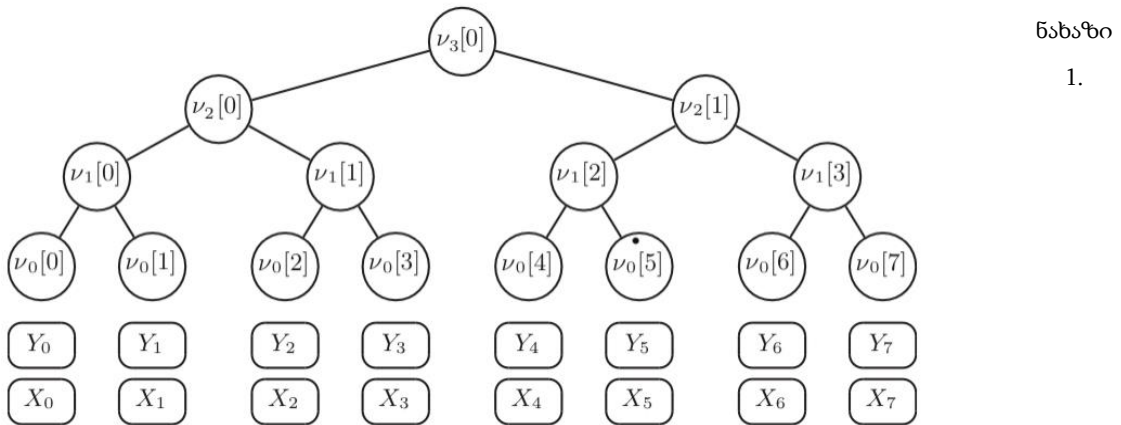 ν₃[0]
ნახაზი
1.
ν₂[0] ν₂[1]
ν₁[0] ν₁[1] ν₁[2] ν₁[3]
ν₀[0] ν₀[1] ν₀[2] ν₀[3] ν₀[4] ν₀[5] ν₀[6] ν₀[7]
Y₀ Y₁ Y₂ Y₃ Y₄ Y₅ Y₆ Y₇
X₀ X₁ X₂ X₃ X₄ X₅ X₆ X₇